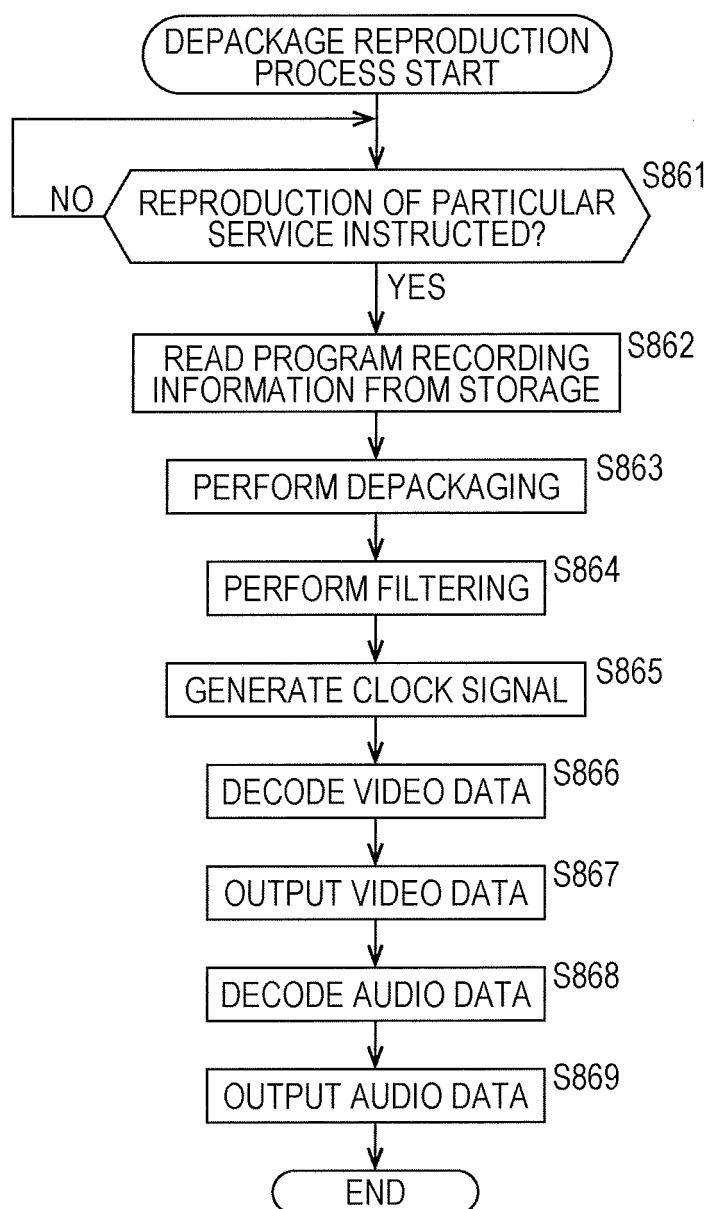 DEPACKAGE REPRODUCTION
PROCESS START
S861
NO
REPRODUCTION OF PARTICULAR
SERVICE INSTRUCTED?
YES
S862
READ PROGRAM RECORDING
INFORMATION FROM STORAGE
S863
PERFORM DEPACKAGING
S864
PERFORM FILTERING
S865
GENERATE CLOCK SIGNAL
S866
DECODE VIDEO DATA
S867
OUTPUT VIDEO DATA
S868
DECODE AUDIO DATA
S869
OUTPUT AUDIO DATA
END